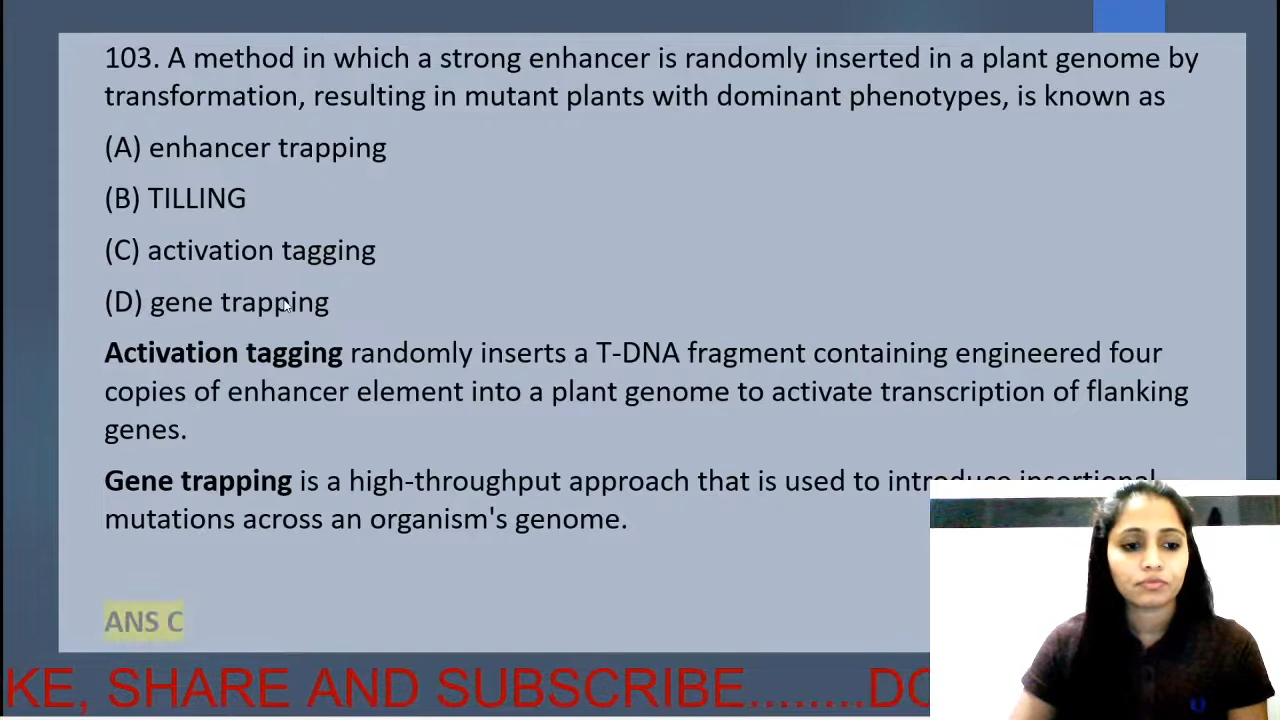 103. A method in which a strong enhancer is randomly inserted in a plant genome by
transformation, resulting in mutant plants with dominant phenotypes, is known as
(A) enhancer trapping
(B) TILLING
(C) activation tagging
(D) gene trapping
Activation tagging randomly inserts a T-DNA fragment containing engineered four
copies of enhancer element into a plant genome to activate transcription of flanking
genes.
Gene trapping is a high-throughput approach that is used to introduce insertional
mutations across an organism's genome.
ANS C
KE, SHARE AND SUBSCRIBE........DO